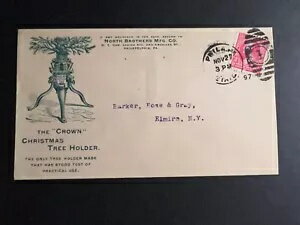 IF NOT DELIVERED IN FIVE DAYS RETURN TO
NORTH BROTHERS MFG. CO.
PHILADELPHIA, PA.
PHILA
NOV 27
3 PM
97
Barker, Rose & Gray,
Elmira, N.Y.
THE "CROWN"
CHRISTMAS
TREE HOLDER.
THE ONLY TREE HOLDER MADE
THAT HAS STOOD TEST OF
PRACTICAL USE.